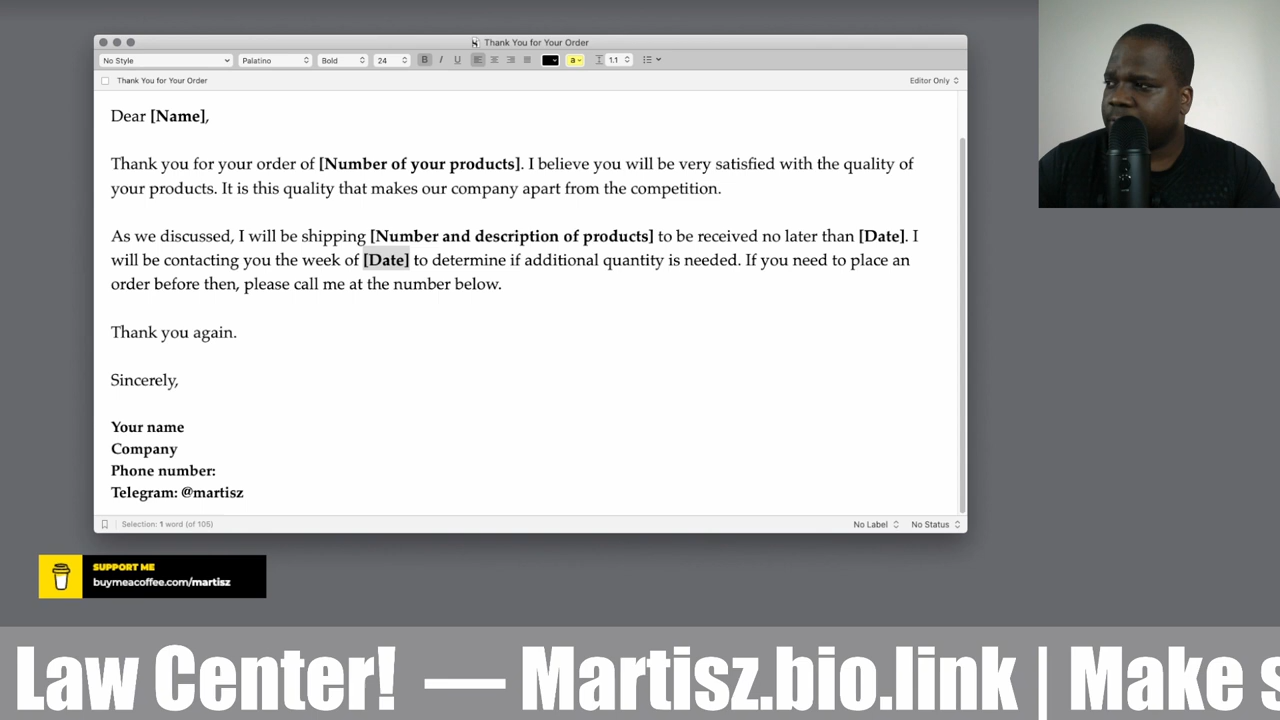 Thank You for Your Order
No Style Palatino Bold 24 B I U a 1.1
Thank You for Your Order Editor Only
Dear [Name],
Thank you for your order of [Number of your products]. I believe you will be very satisfied with the quality of
your products. It is this quality that makes our company apart from the competition.
As we discussed, I will be shipping [Number and description of products] to be received no later than [Date]. I
will be contacting you the week of [Date] to determine if additional quantity is needed. If you need to place an
order before then, please call me at the number below.
Thank you again.
Sincerely,
Your name
Company
Phone number:
Telegram: @martisz
Selection: 1 word (of 105) No Label No Status
SUPPORT ME
buymeacoffee.com/martisz
Law Center! — Martisz.bio.link | Make s